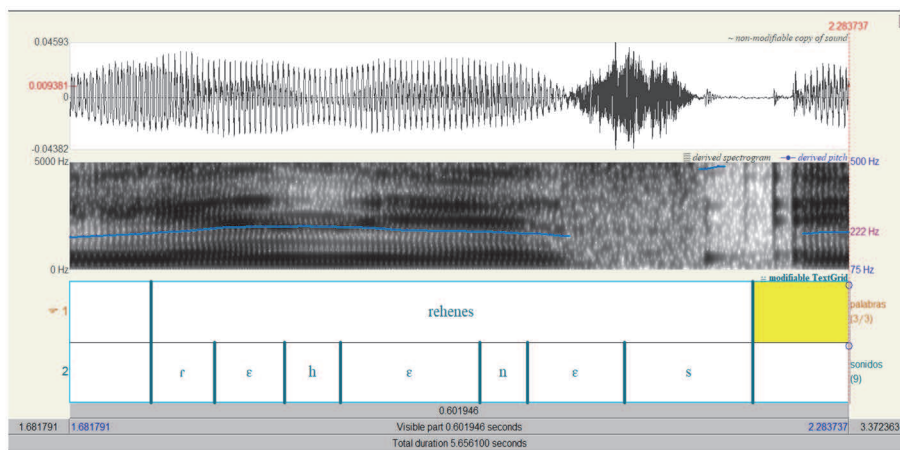 2.283737
~ non-modifiable copy of sound
0.04593
0.009381
0
-0.04382
5000 Hz
derived spectrogram derived pitch 500 Hz
222 Hz
0 Hz 75 Hz
modifiable TextGrid
1 rehenes palabras
(3/3)
2 ɾ ɛ h ɛ n ɛ s sonidos
(9)
0.601946
1.681791 1.681791 Visible part 0.601946 seconds 2.283737 3.372363
Total duration 5.656100 seconds